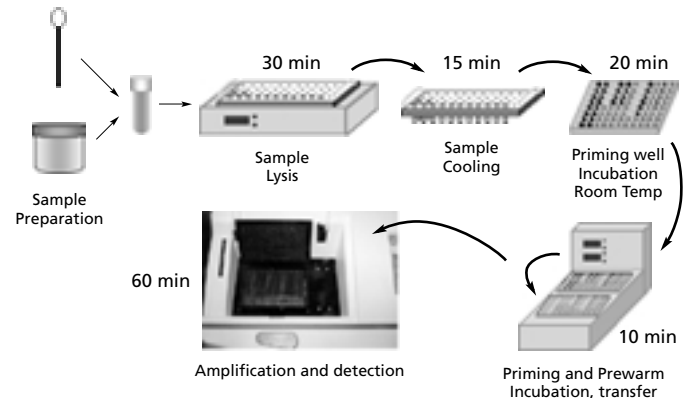 30 min
15 min
20 min
Sample
Lysis
Sample
Cooling
Priming well
Incubation
Room Temp
Sample
Preparation
60 min
10 min
Amplification and detection
Priming and Prewarm
Incubation, transfer